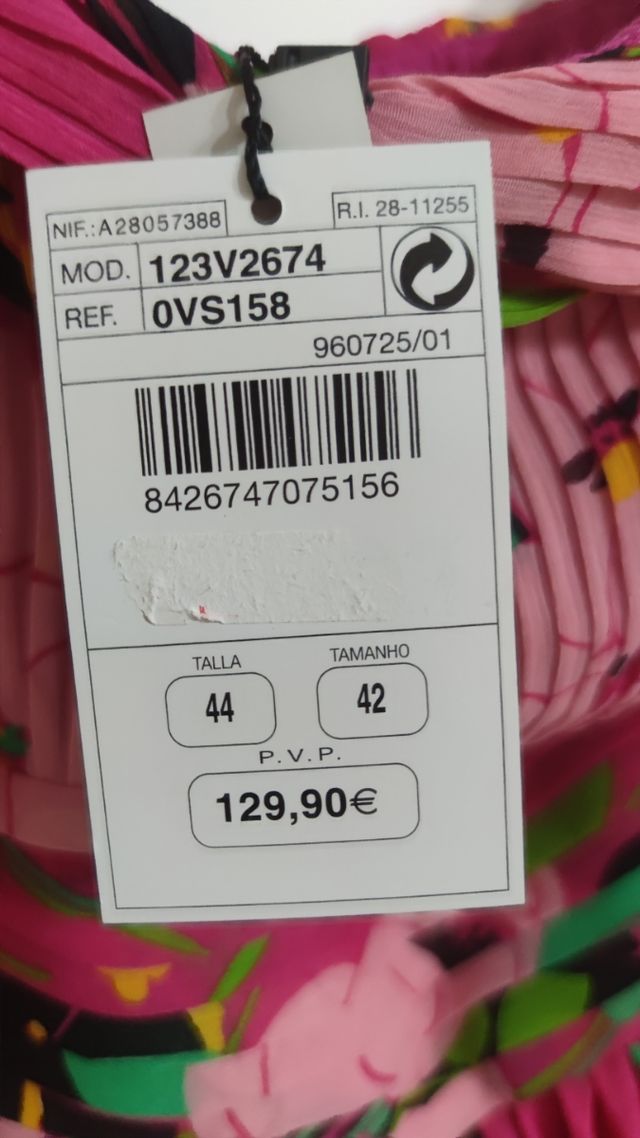 NIF.:A28057388
R.I. 28-11255
MOD. 123V2674
REF. 0VS158
960725/01
8426747075156
TALLA TAMANHO
44 42
P.V.P.
129,90€